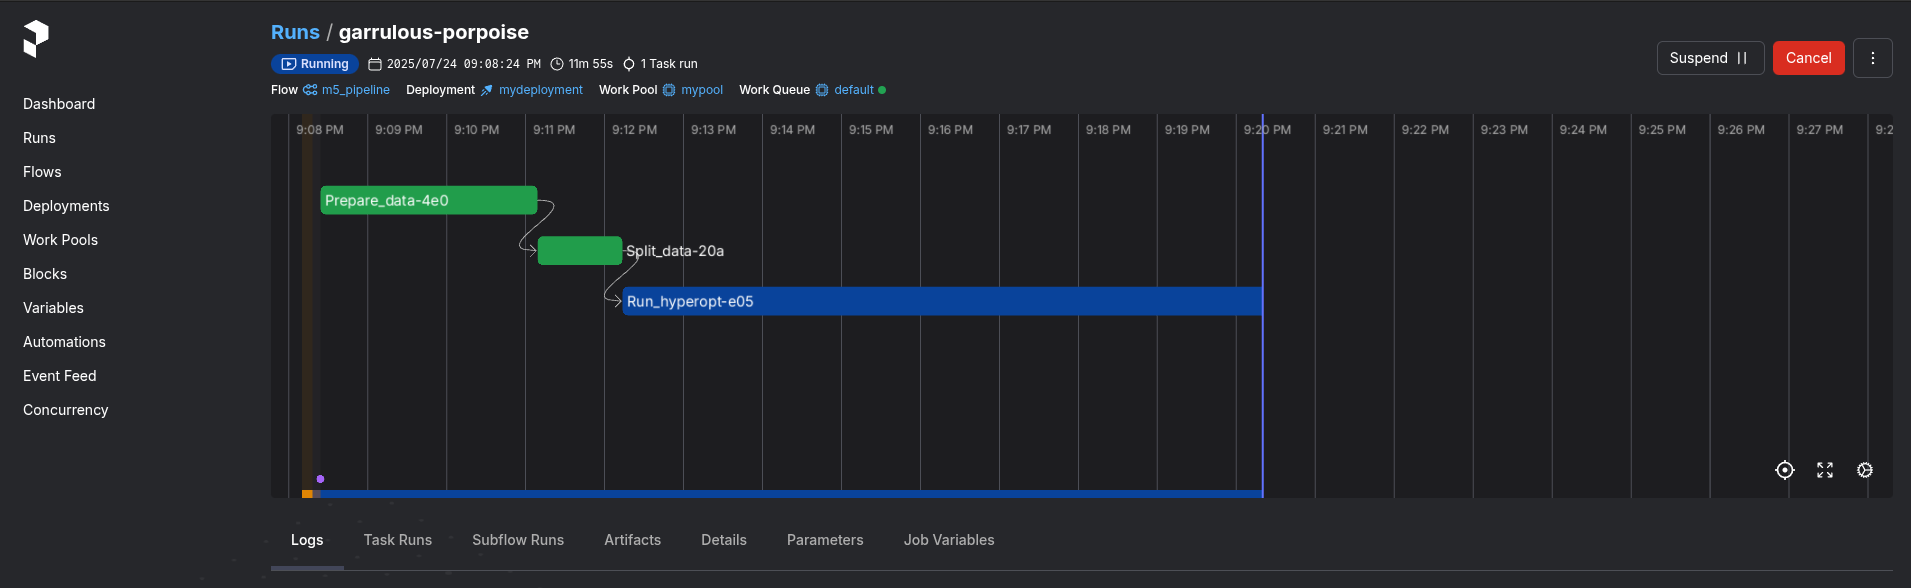 Runs / garrulous-porpoise
Running 2025/07/24 09:08:24 PM 11m 55s 1 Task run
Flow m5_pipeline Deployment mydeployment Work Pool mypool Work Queue default
Suspend Cancel
Dashboard
Runs
Flows
Deployments
Work Pools
Blocks
Variables
Automations
Event Feed
Concurrency
9:08 PM 9:09 PM 9:10 PM 9:11 PM 9:12 PM 9:13 PM 9:14 PM 9:15 PM 9:16 PM 9:17 PM 9:18 PM 9:19 PM 9:20 PM 9:21 PM 9:22 PM 9:23 PM 9:24 PM 9:25 PM 9:26 PM 9:27 PM 9:2
Prepare_data-4e0
Split_data-20a
Run_hyperopt-e05
Logs Task Runs Subflow Runs Artifacts Details Parameters Job Variables